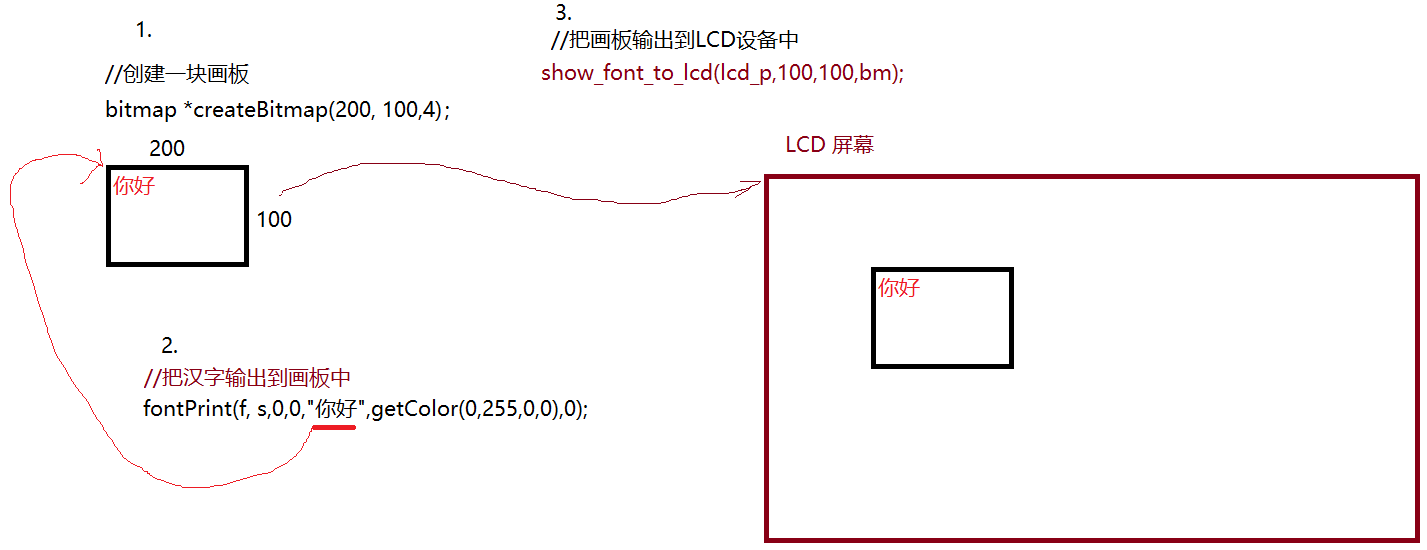 1.
//创建一块画板
bitmap *createBitmap(200, 100,4);
200
你好
100
2.
//把汉字输出到画板中
fontPrint(f, s,0,0,"你好",getColor(0,255,0,0),0);
3.
//把画板输出到LCD设备中
show_font_to_lcd(lcd_p,100,100,bm);
LCD 屏幕
你好